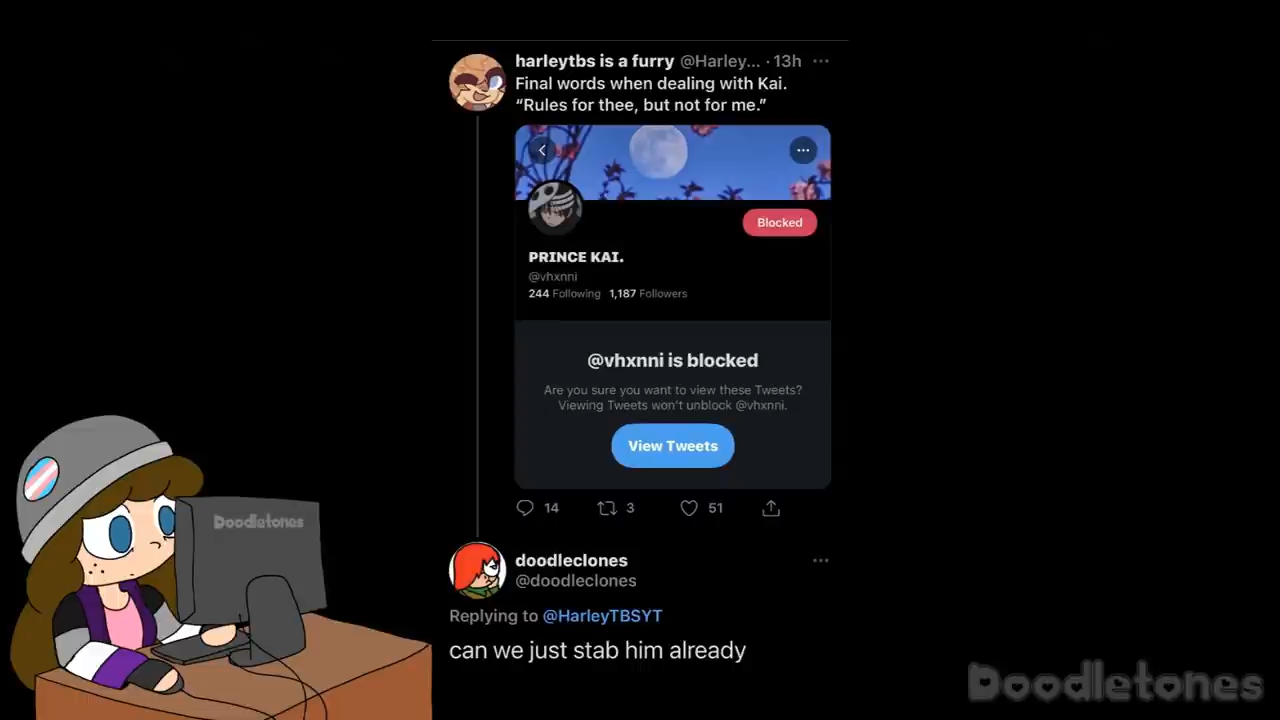 harleytbs is a furry @Harley... · 13h
Final words when dealing with Kai.
“Rules for thee, but not for me.”
Blocked
PRINCE KAI.
@vhxnni
244 Following 1,187 Followers
@vhxnni is blocked
Are you sure you want to view these Tweets?
Viewing Tweets won't unblock @vhxnni.
View Tweets
14 3 51
doodleclones
@doodleclones
Replying to @HarleyTBSYT
can we just stab him already
Doodletones
Doodletones